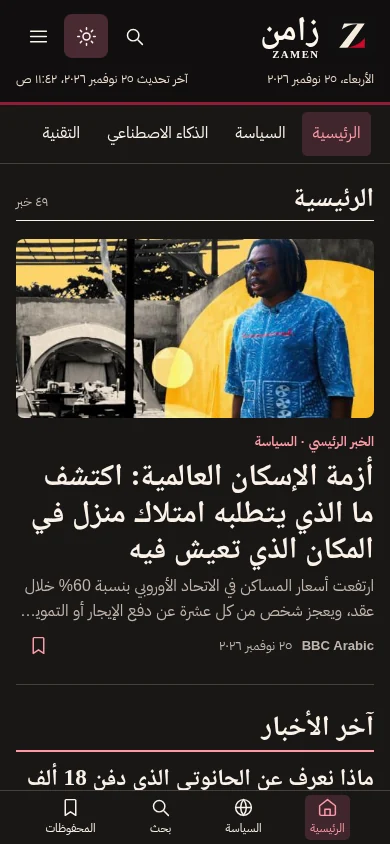 زامن
ZAMEN
الأربعاء، ٢٥ نوفمبر ٢٠٢٦
آخر تحديث ٢٥ نوفمبر ٢٠٢٦، ١١:٤٢ ص
الرئيسية
السياسة
الذكاء الاصطناعي
التقنية
الرئيسية
٤٩ خبر
الخبر الرئيسي · السياسة
أزمة الإسكان العالمية: اكتشف
ما الذي يتطلبه امتلاك منزل في
المكان الذي تعيش فيه
ارتفعت أسعار المساكن في الاتحاد الأوروبي بنسبة 60% خلال
عقد، ويعجز شخص من كل عشرة عن دفع الإيجار أو التموي...
BBC Arabic
٢٥ نوفمبر ٢٠٢٦
آخر الأخبار
ماذا نعرف عن الحانوتي الذي دفن 18 ألف
الرئيسية
السياسة
بحث
المحفوظات